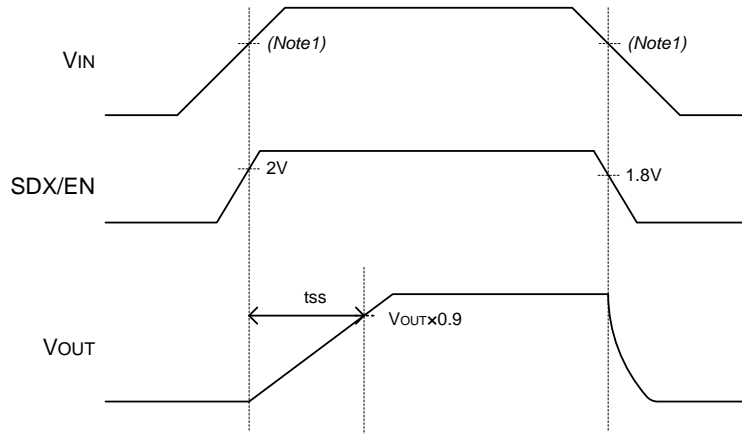 VIN
(Note1)
(Note1)
SDX/EN
2V
1.8V
VOUT
tss
VOUT×0.9